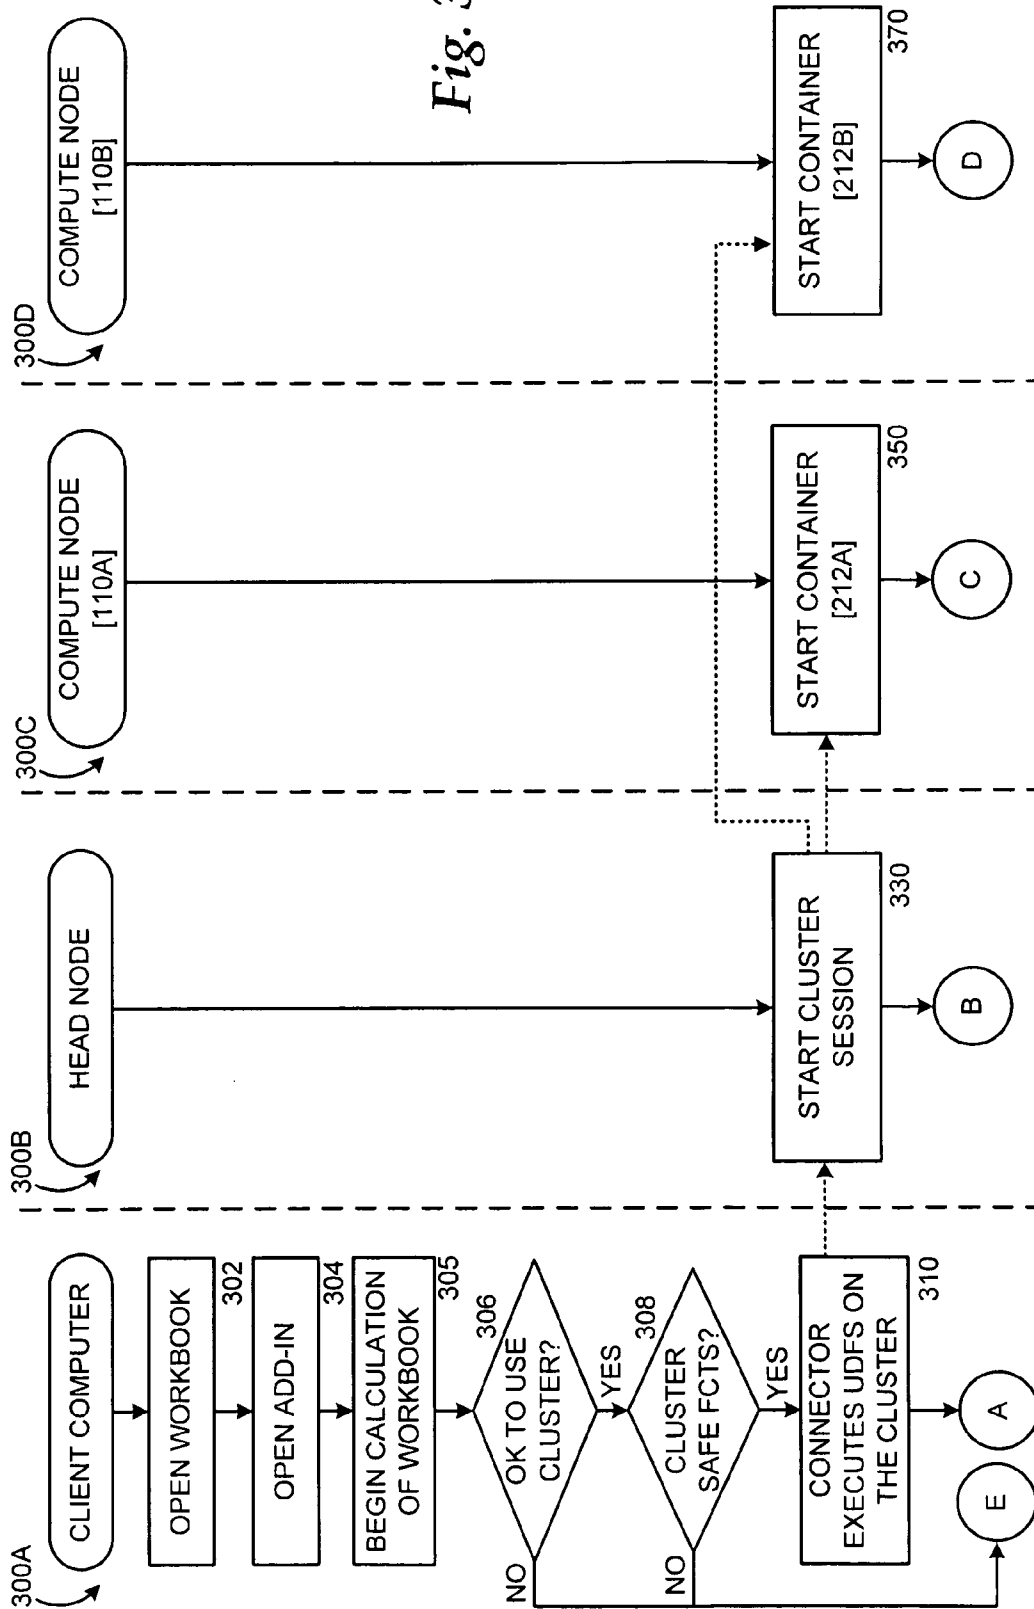 300A
CLIENT COMPUTER
OPEN WORKBOOK
302
OPEN ADD-IN
304
BEGIN CALCULATION
OF WORKBOOK
305
OK TO USE
CLUSTER?
306
NO
YES
CLUSTER
SAFE FCTS?
308
NO
YES
CONNECTOR
EXECUTES UDFS ON
THE CLUSTER
310
E
A
300B
HEAD NODE
START CLUSTER
SESSION
330
B
300C
COMPUTE NODE
[110A]
START CONTAINER
[212A]
350
C
300D
COMPUTE NODE
[110B]
START CONTAINER
[212B]
370
D
Fig. 3